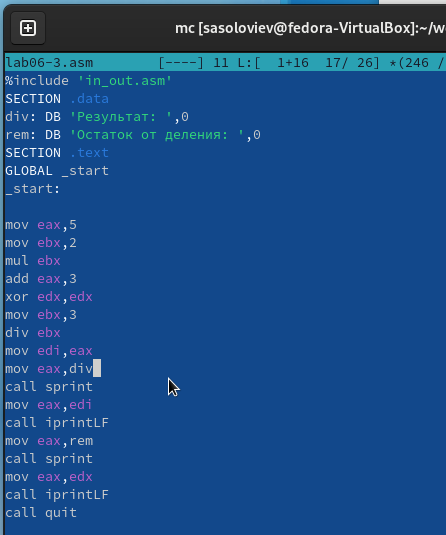 mc [sasoloviev@fedora-VirtualBox]:~/w
lab06-3.asm [----] 11 L:[ 1+16 17/ 26] *(246 /
%include 'in_out.asm'
SECTION .data
div: DB 'Результат: ',0
rem: DB 'Остаток от деления: ',0
SECTION .text
GLOBAL _start
_start:
mov eax,5
mov ebx,2
mul ebx
add eax,3
xor edx,edx
mov ebx,3
div ebx
mov edi,eax
mov eax,div
call sprint
mov eax,edi
call iprintLF
mov eax,rem
call sprint
mov eax,edx
call iprintLF
call quit